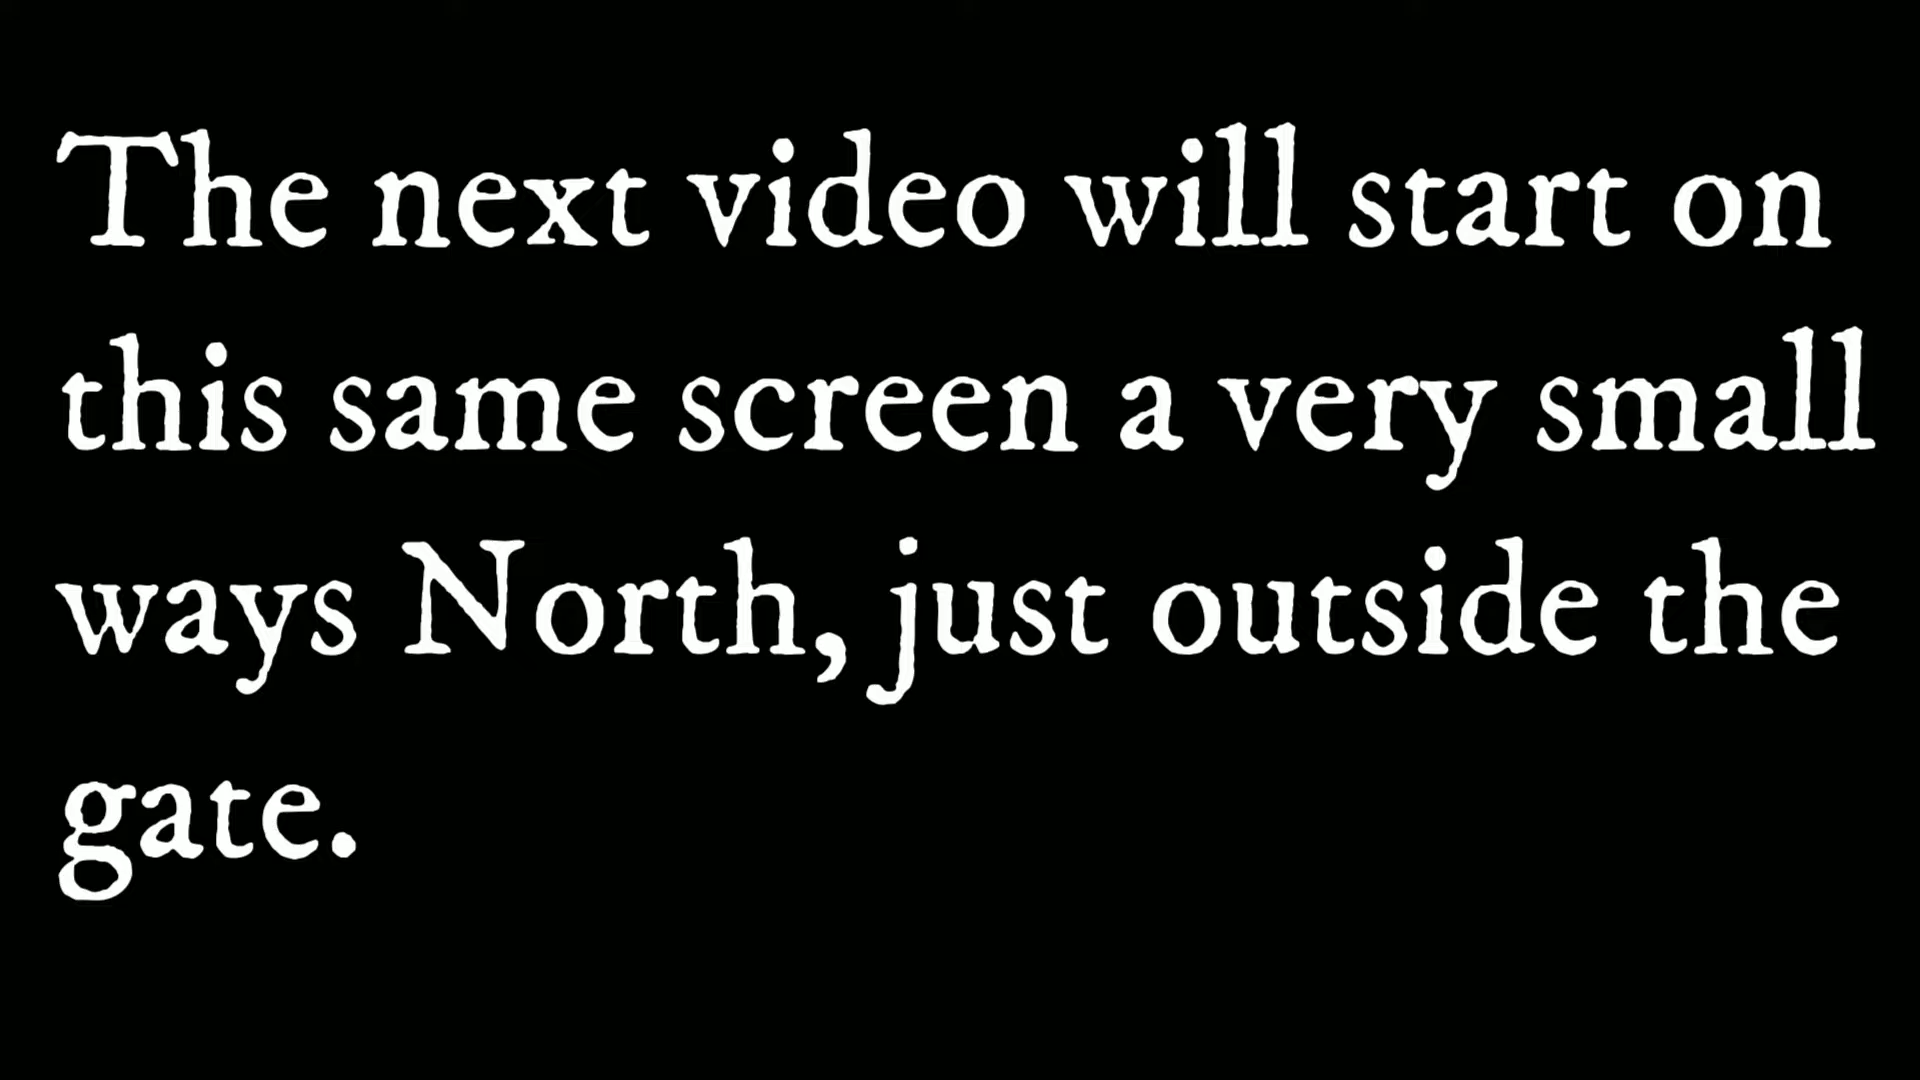 The next video will start on
this same screen a very small
ways North, just outside the
gate.